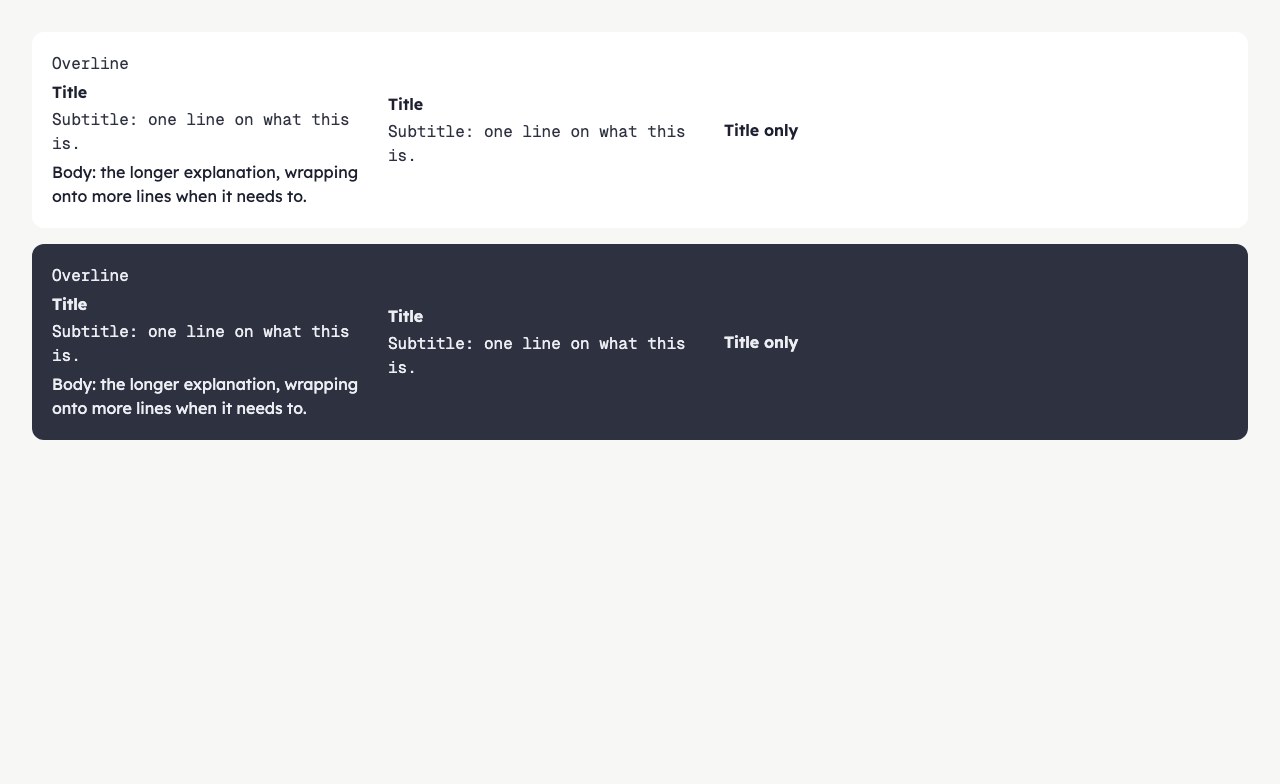 Overline
Title
Subtitle: one line on what this
is.
Body: the longer explanation, wrapping
onto more lines when it needs to.
Title
Subtitle: one line on what this
is.
Title only
Overline
Title
Subtitle: one line on what this
is.
Body: the longer explanation, wrapping
onto more lines when it needs to.
Title
Subtitle: one line on what this
is.
Title only